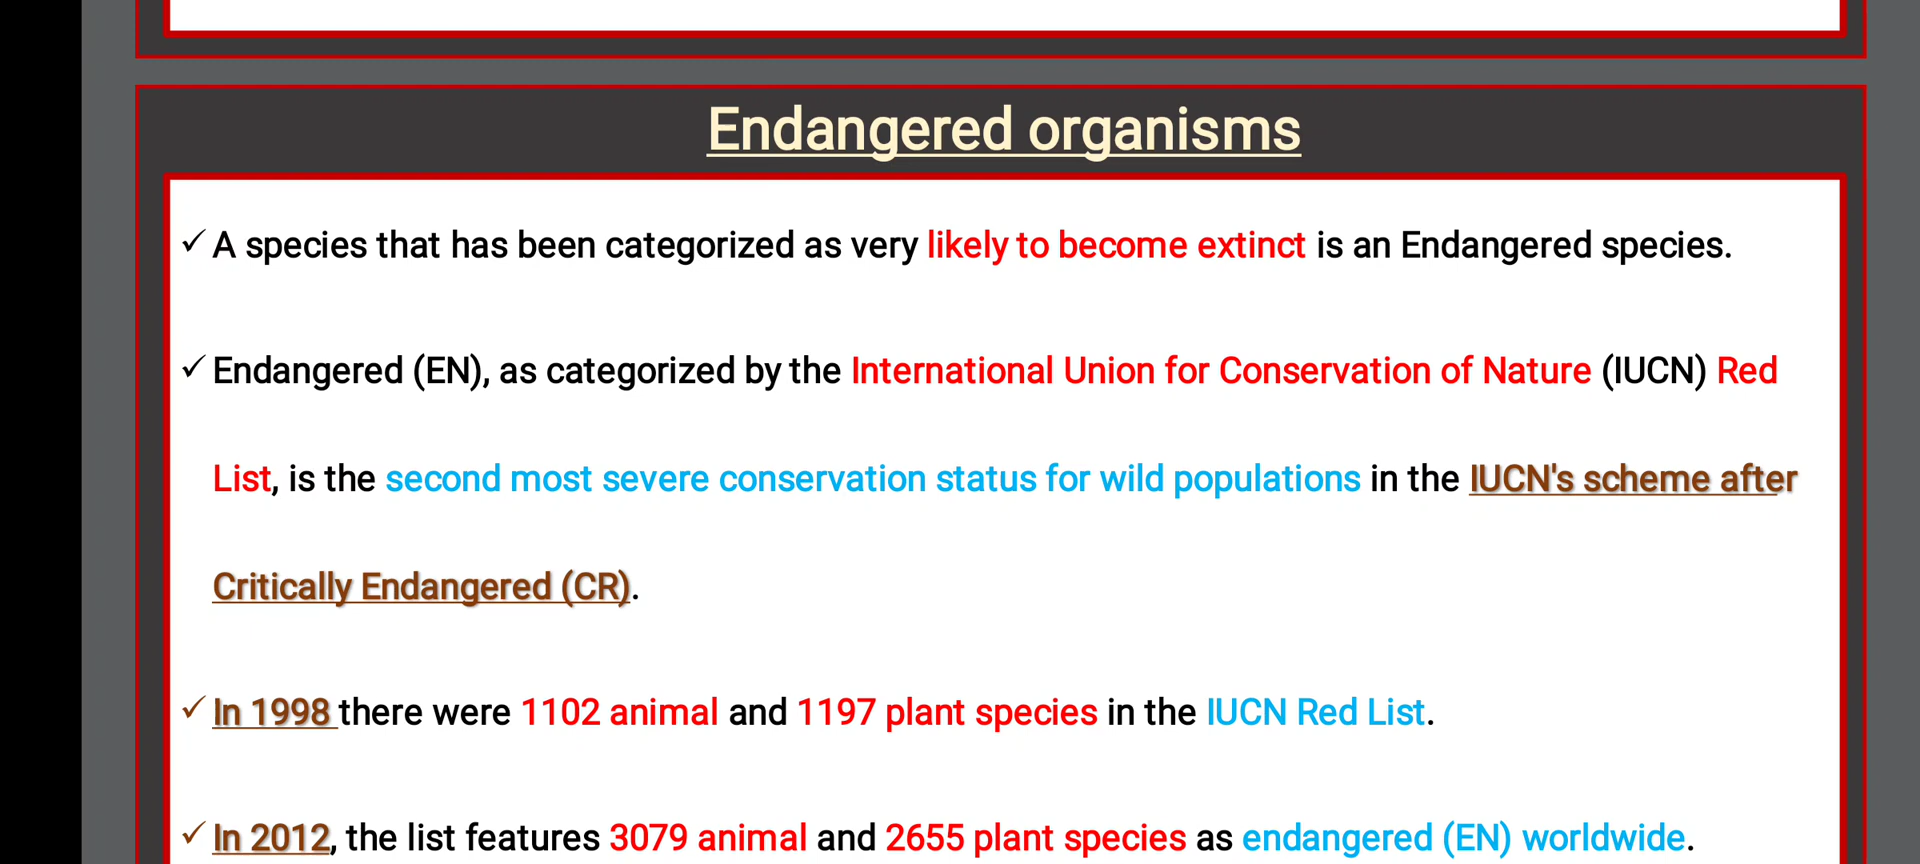 Endangered organisms
✓ A species that has been categorized as very likely to become extinct is an Endangered species.
✓ Endangered (EN), as categorized by the International Union for Conservation of Nature (IUCN) Red
List, is the second most severe conservation status for wild populations in the IUCN's scheme after
Critically Endangered (CR).
✓ In 1998 there were 1102 animal and 1197 plant species in the IUCN Red List.
✓ In 2012, the list features 3079 animal and 2655 plant species as endangered (EN) worldwide.